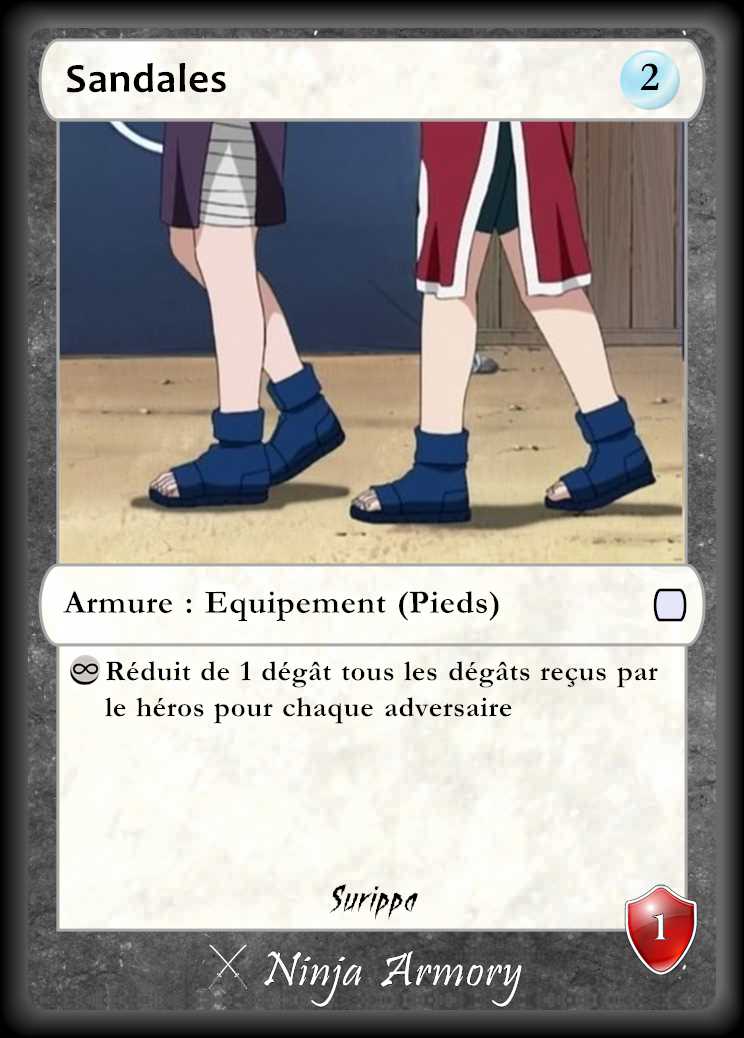 Sandales
2
Armure : Equipement (Pieds)
∞ Réduit de 1 dégât tous les dégâts reçus par
le héros pour chaque adversaire
Surippa
1
Ninja Armory